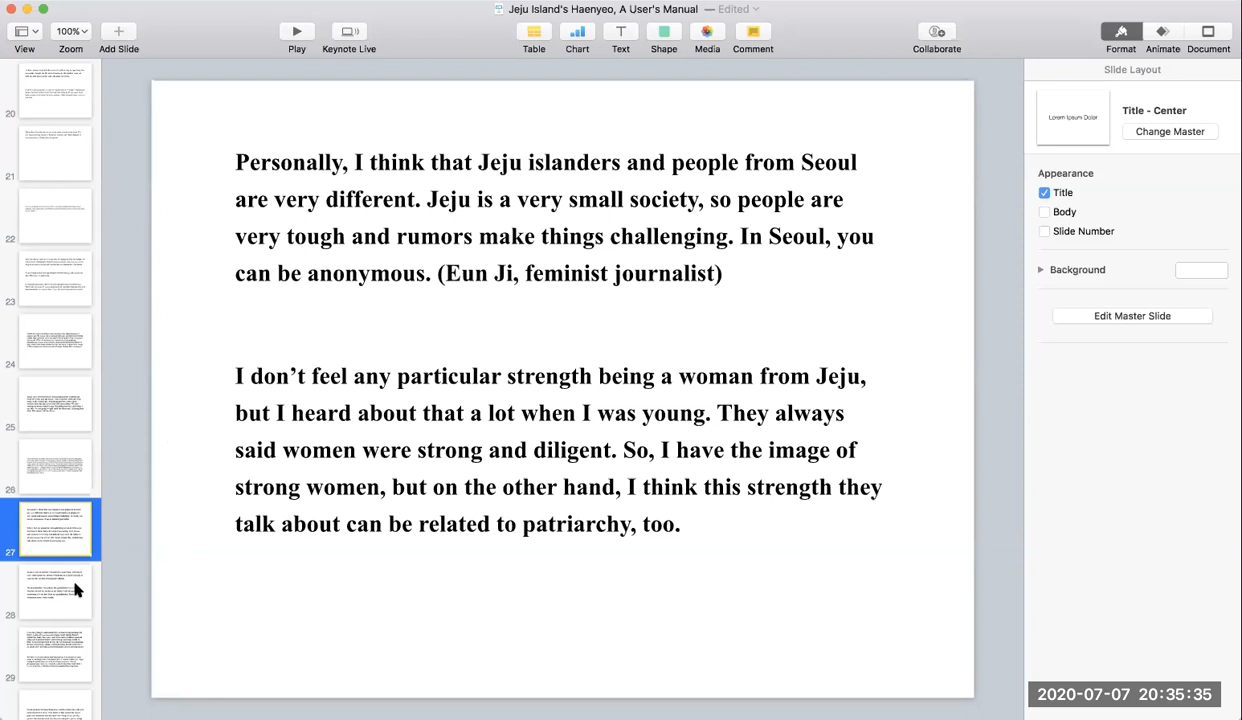 Jeju Island's Haenyeo, A User's Manual — Edited
100%
View
Zoom
Add Slide
Play
Keynote Live
Table
Chart
Text
Shape
Media
Comment
Collaborate
Format
Animate
Document
20
21
22
23
24
25
26
27
28
29
Personally, I think that Jeju islanders and people from Seoul
are very different. Jeju is a very small society, so people are
very tough and rumors make things challenging. In Seoul, you
can be anonymous. (Eun Ji, feminist journalist)
I don’t feel any particular strength being a woman from Jeju,
but I heard about that a lot when I was young. They always
said women were strong and diligent. So, I have the image of
strong women, but on the other hand, I think this strength they
talk about can be related to patriarchy, too.
Slide Layout
Lorem Ipsum Dolor
Title - Center
Change Master
Appearance
Title
Body
Slide Number
Background
Edit Master Slide
2020-07-07 20:35:35